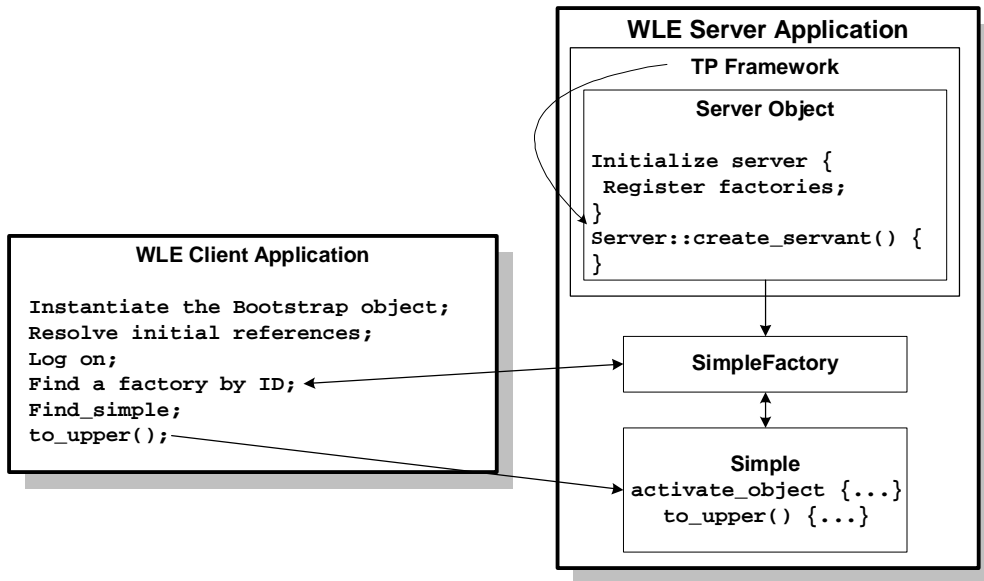 WLE Server Application
TP Framework
Server Object
Initialize server {
Register factories;
}
Server::create_servant() {
}
WLE Client Application
Instantiate the Bootstrap object;
Resolve initial references;
Log on;
Find a factory by ID;
Find_simple;
to_upper();
SimpleFactory
Simple
activate_object {...}
to_upper() {...}